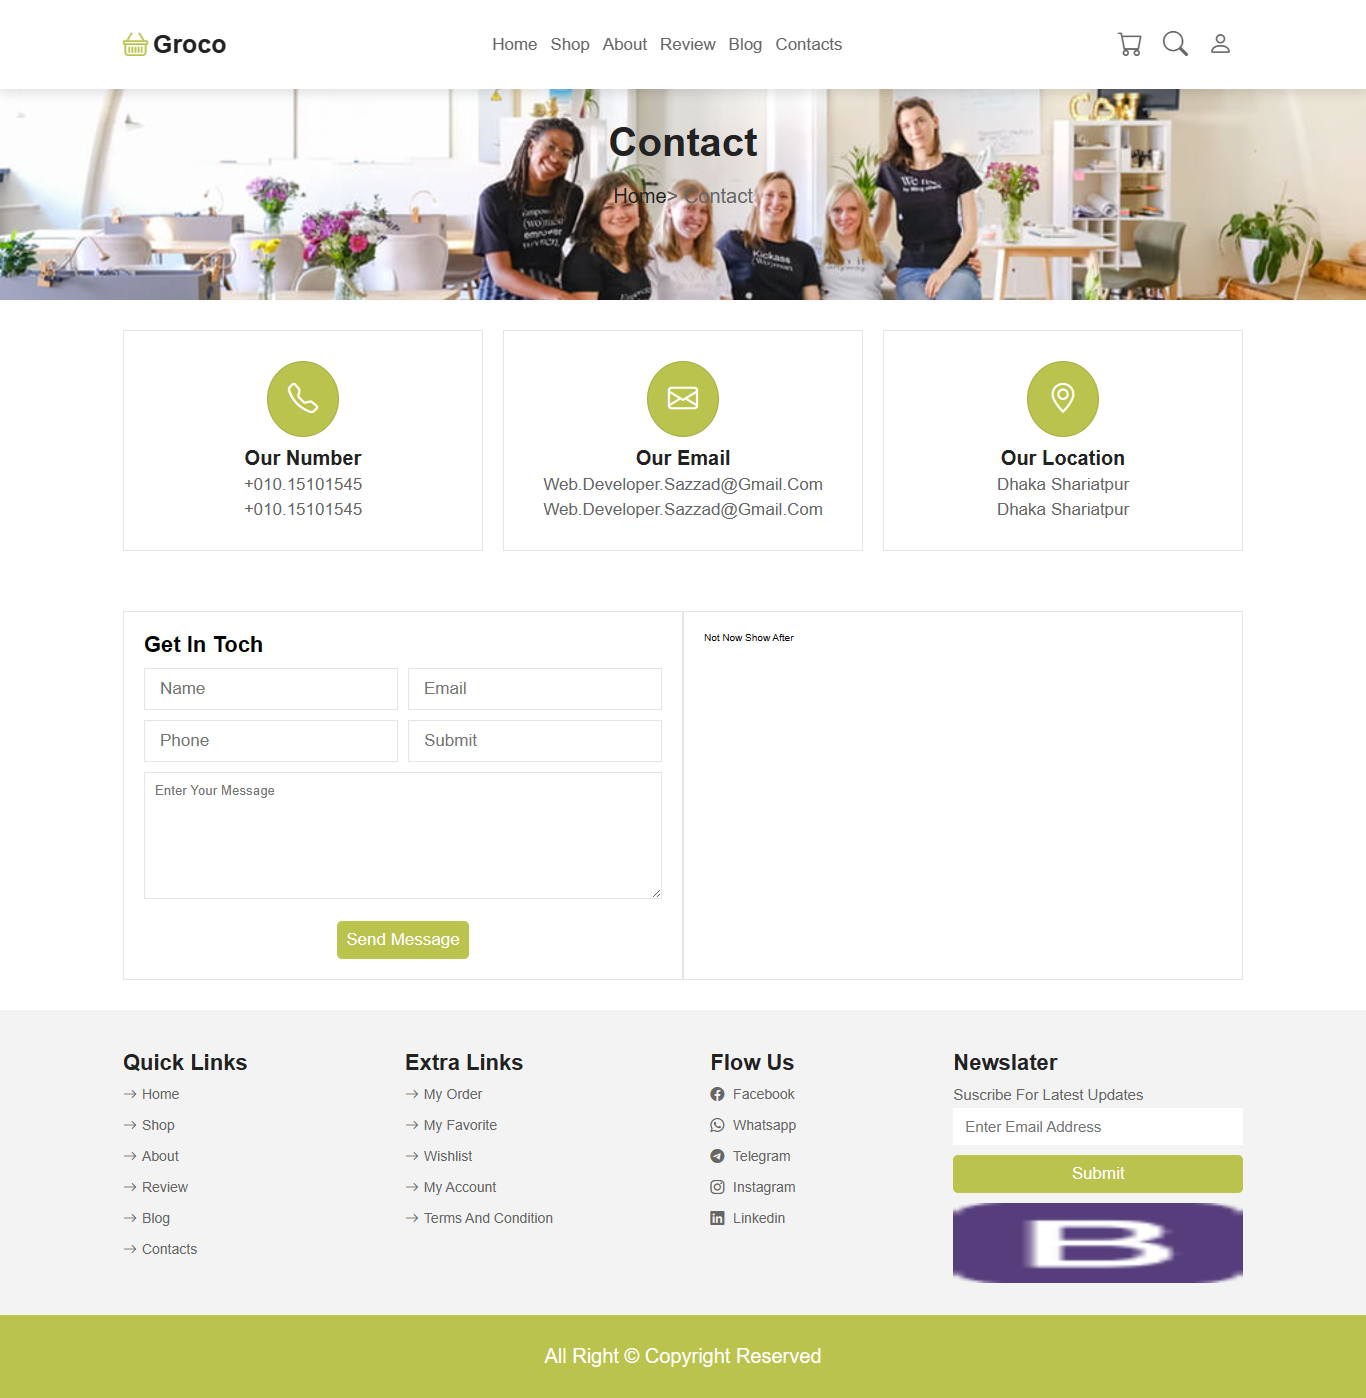 Groco
Home Shop About Review Blog Contacts
Contact
Home> Contact
Our Number
+010.15101545
+010.15101545
Our Email
Web.Developer.Sazzad@Gmail.Com
Web.Developer.Sazzad@Gmail.Com
Our Location
Dhaka Shariatpur
Dhaka Shariatpur
Get In Toch
Name
Email
Phone
Submit
Enter Your Message
Send Message
Not Now Show After
Quick Links
Home
Shop
About
Review
Blog
Contacts
Extra Links
My Order
My Favorite
Wishlist
My Account
Terms And Condition
Flow Us
Facebook
Whatsapp
Telegram
Instagram
Linkedin
Newslater
Suscribe For Latest Updates
Enter Email Address
Submit
B
All Right © Copyright Reserved